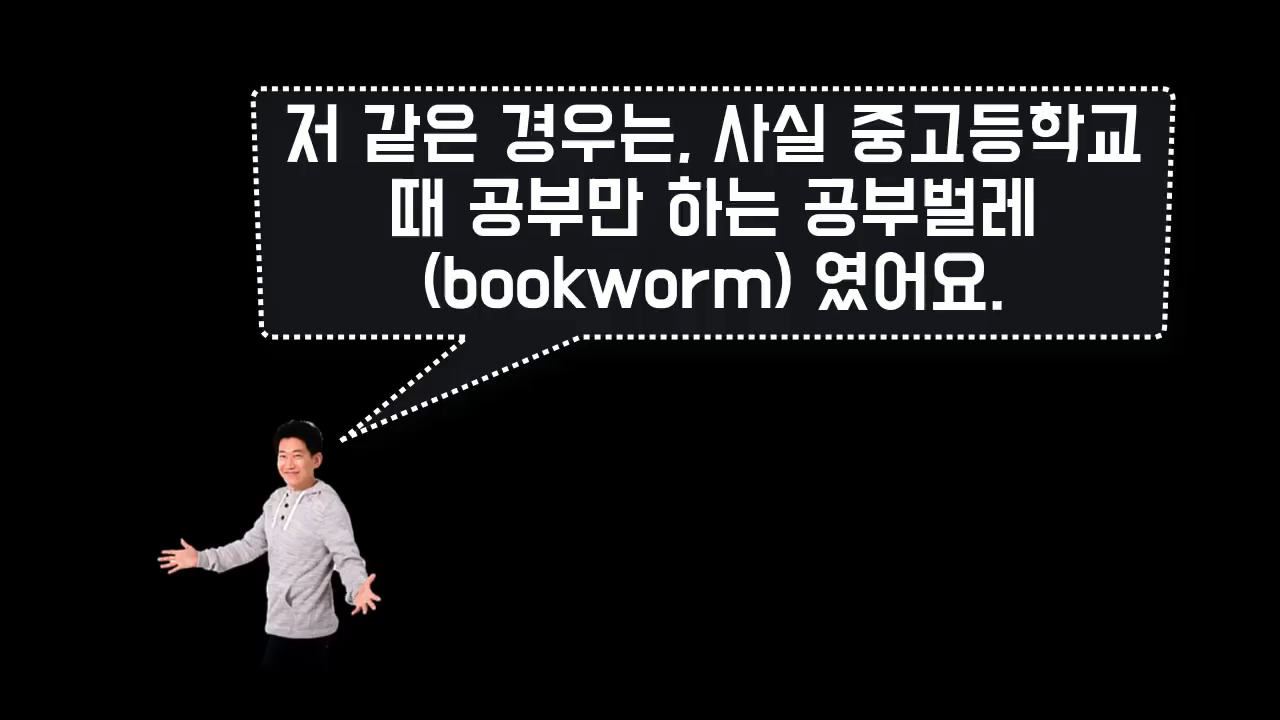 저 같은 경우는, 사실 중고등학교
때 공부만 하는 공부벌레
(bookworm) 였어요.